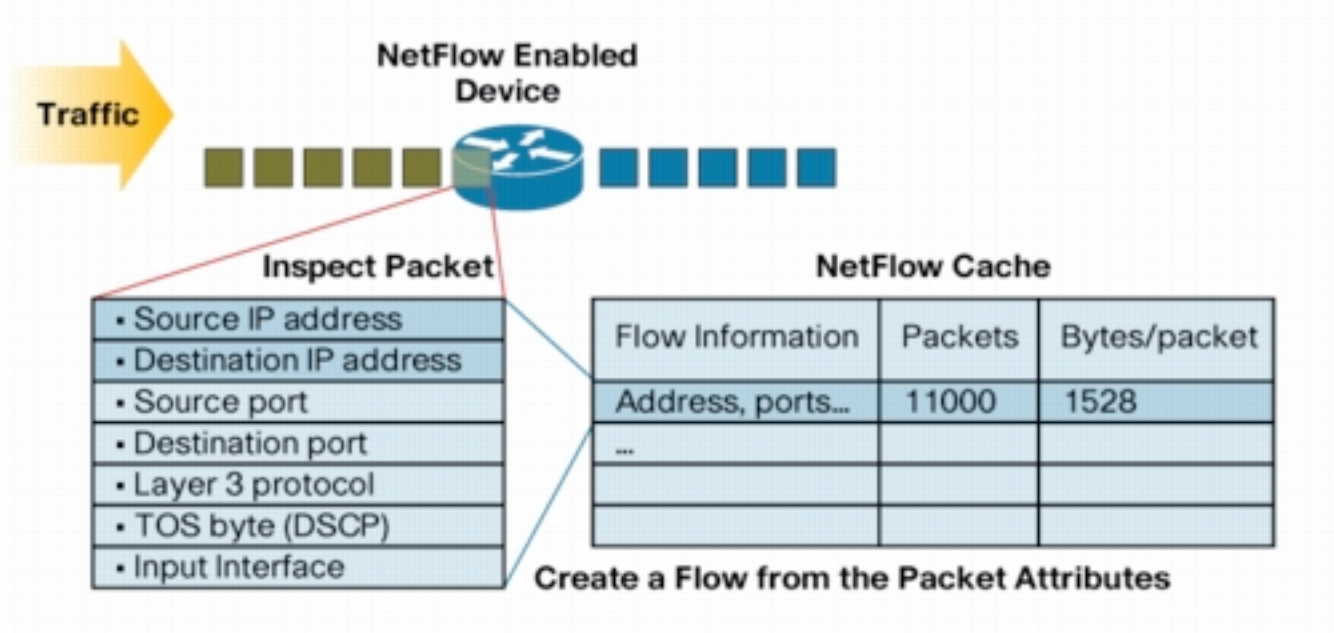 NetFlow Enabled
Device
Traffic
Inspect Packet
▪ Source IP address
▪ Destination IP address
▪ Source port
▪ Destination port
▪ Layer 3 protocol
▪ TOS byte (DSCP)
▪ Input Interface
NetFlow Cache
Flow Information Packets Bytes/packet
Address, ports... 11000 1528
...
Create a Flow from the Packet Attributes